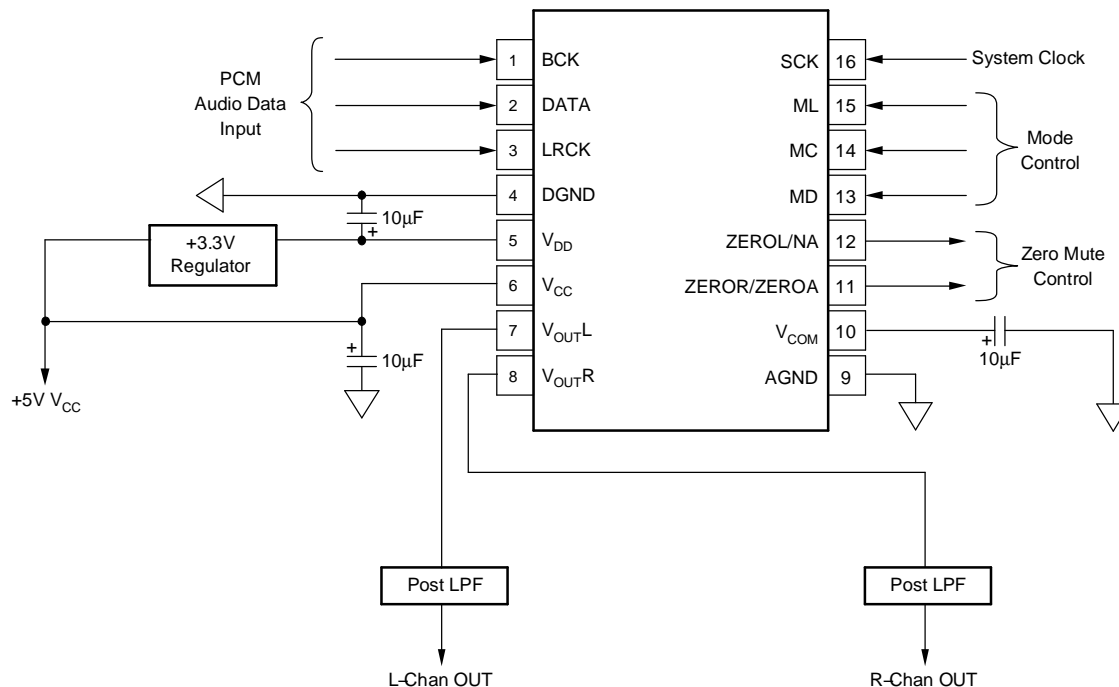 PCM
Audio Data
Input
1 BCK
2 DATA
3 LRCK
4 DGND
5 VDD
6 VCC
7 VOUTL
8 VOUTR
SCK 16
ML 15
MC 14
MD 13
ZEROL/NA 12
ZEROR/ZEROA 11
VCOM 10
AGND 9
System Clock
Mode
Control
Zero Mute
Control
10μF
+
+3.3V
Regulator
+
10μF
+5V VCC
+
10μF
Post LPF
L–Chan OUT
Post LPF
R–Chan OUT